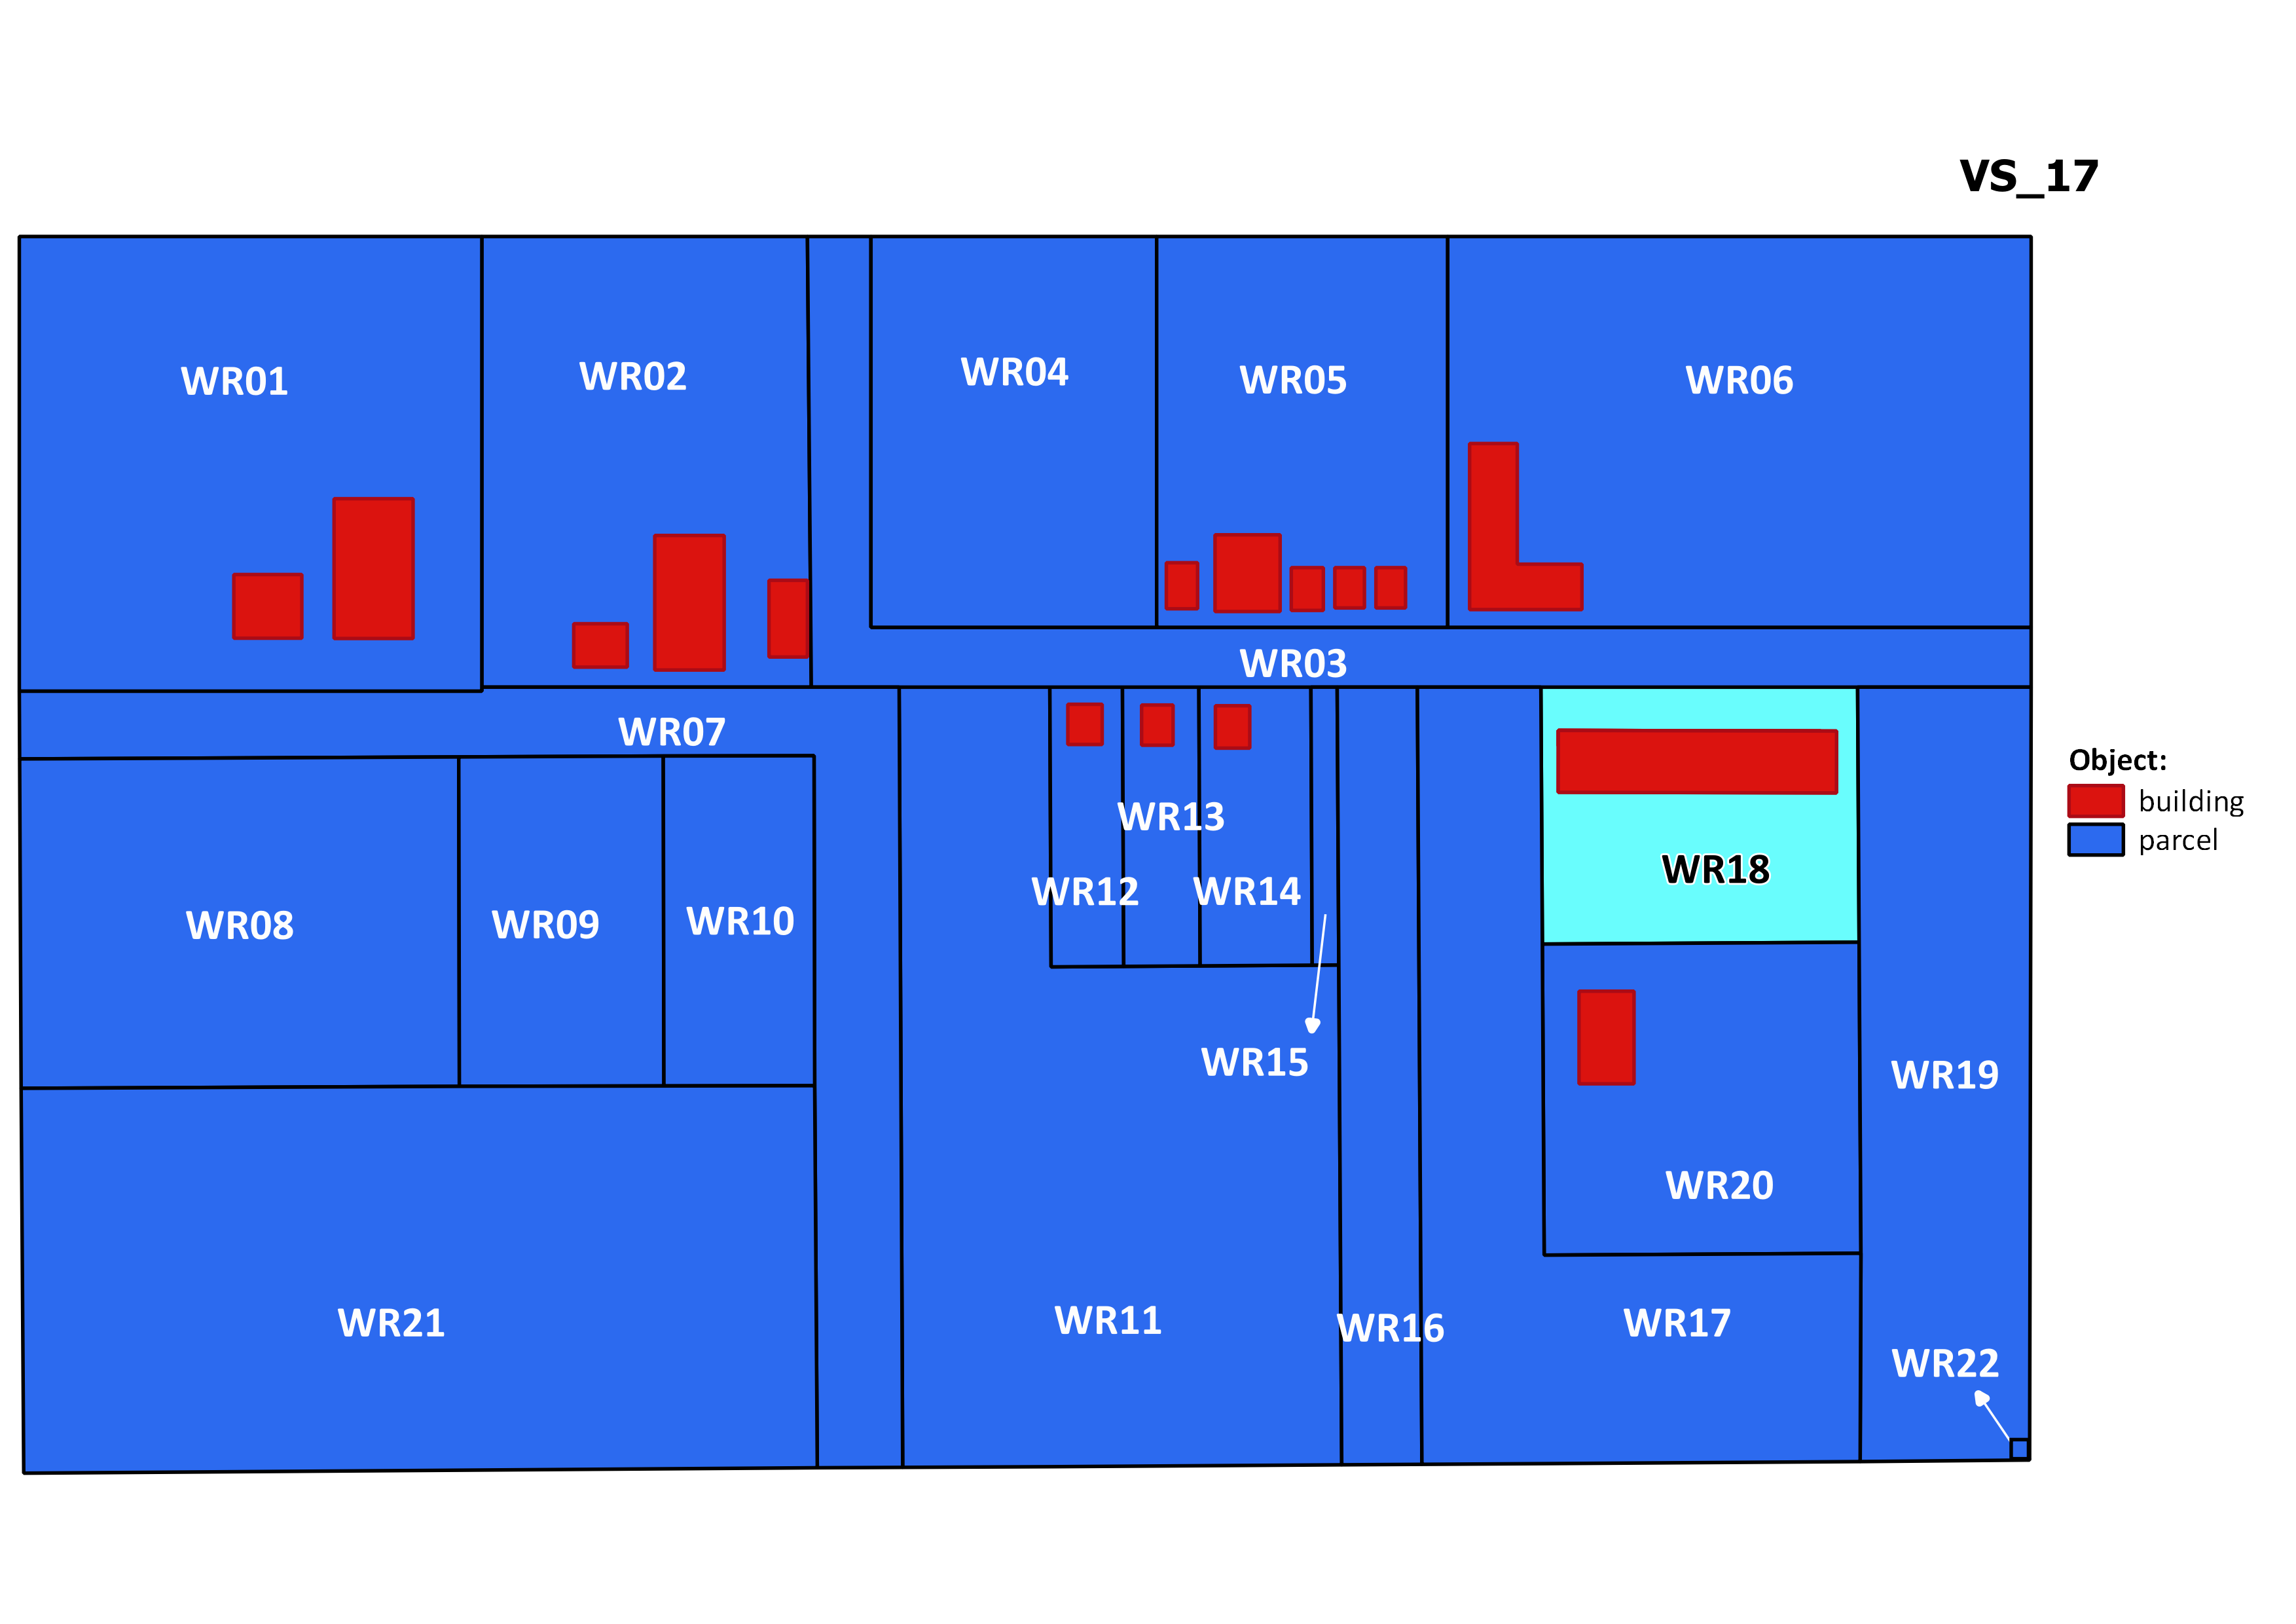 VS_17
WR01
WR02
WR04
WR05
WR06
WR03
WR07
Object:
building
parcel
WR13
WR18
WR12
WR14
WR08
WR09
WR10
WR15
WR19
WR20
WR21
WR11
WR16
WR17
WR22